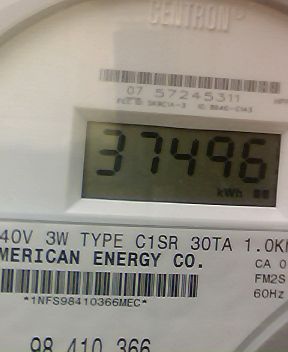 CENTRON®
07 57245311
37496
kWh
40V 3W TYPE C1SR 30TA 1.0K
MERICAN ENERGY CO.
CA 0
FM2S
60Hz
*1NFS98410366MEC*
98 410 366